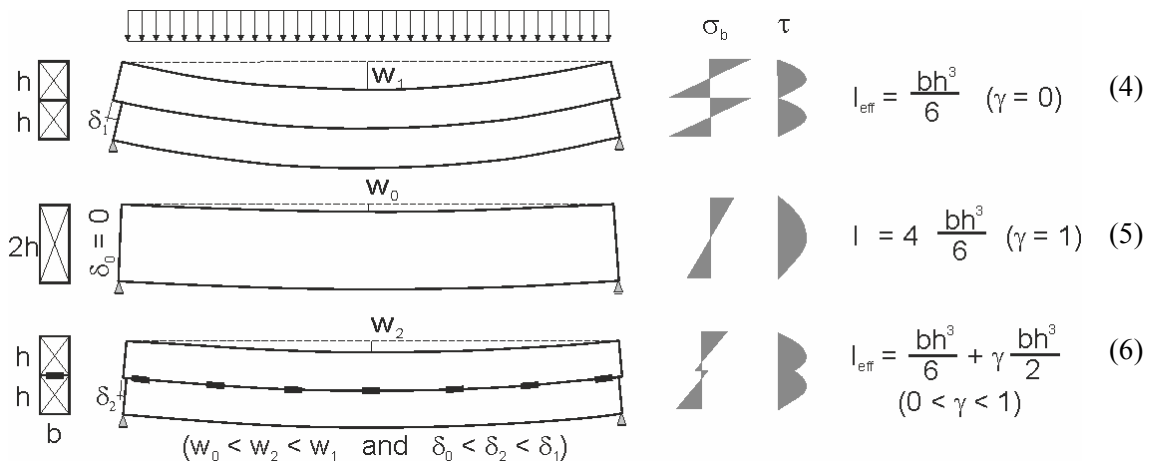 σb τ
h
h
δ1
w1
Ieff = bh³/6 (γ = 0) (4)
2h
δ0 = 0
w0
I = 4 bh³/6 (γ = 1) (5)
h
h
b
δ2
w2
Ieff = bh³/6 + γ bh³/2 (6)
(0 < γ < 1)
(w0 < w2 < w1 and δ0 < δ2 < δ1)